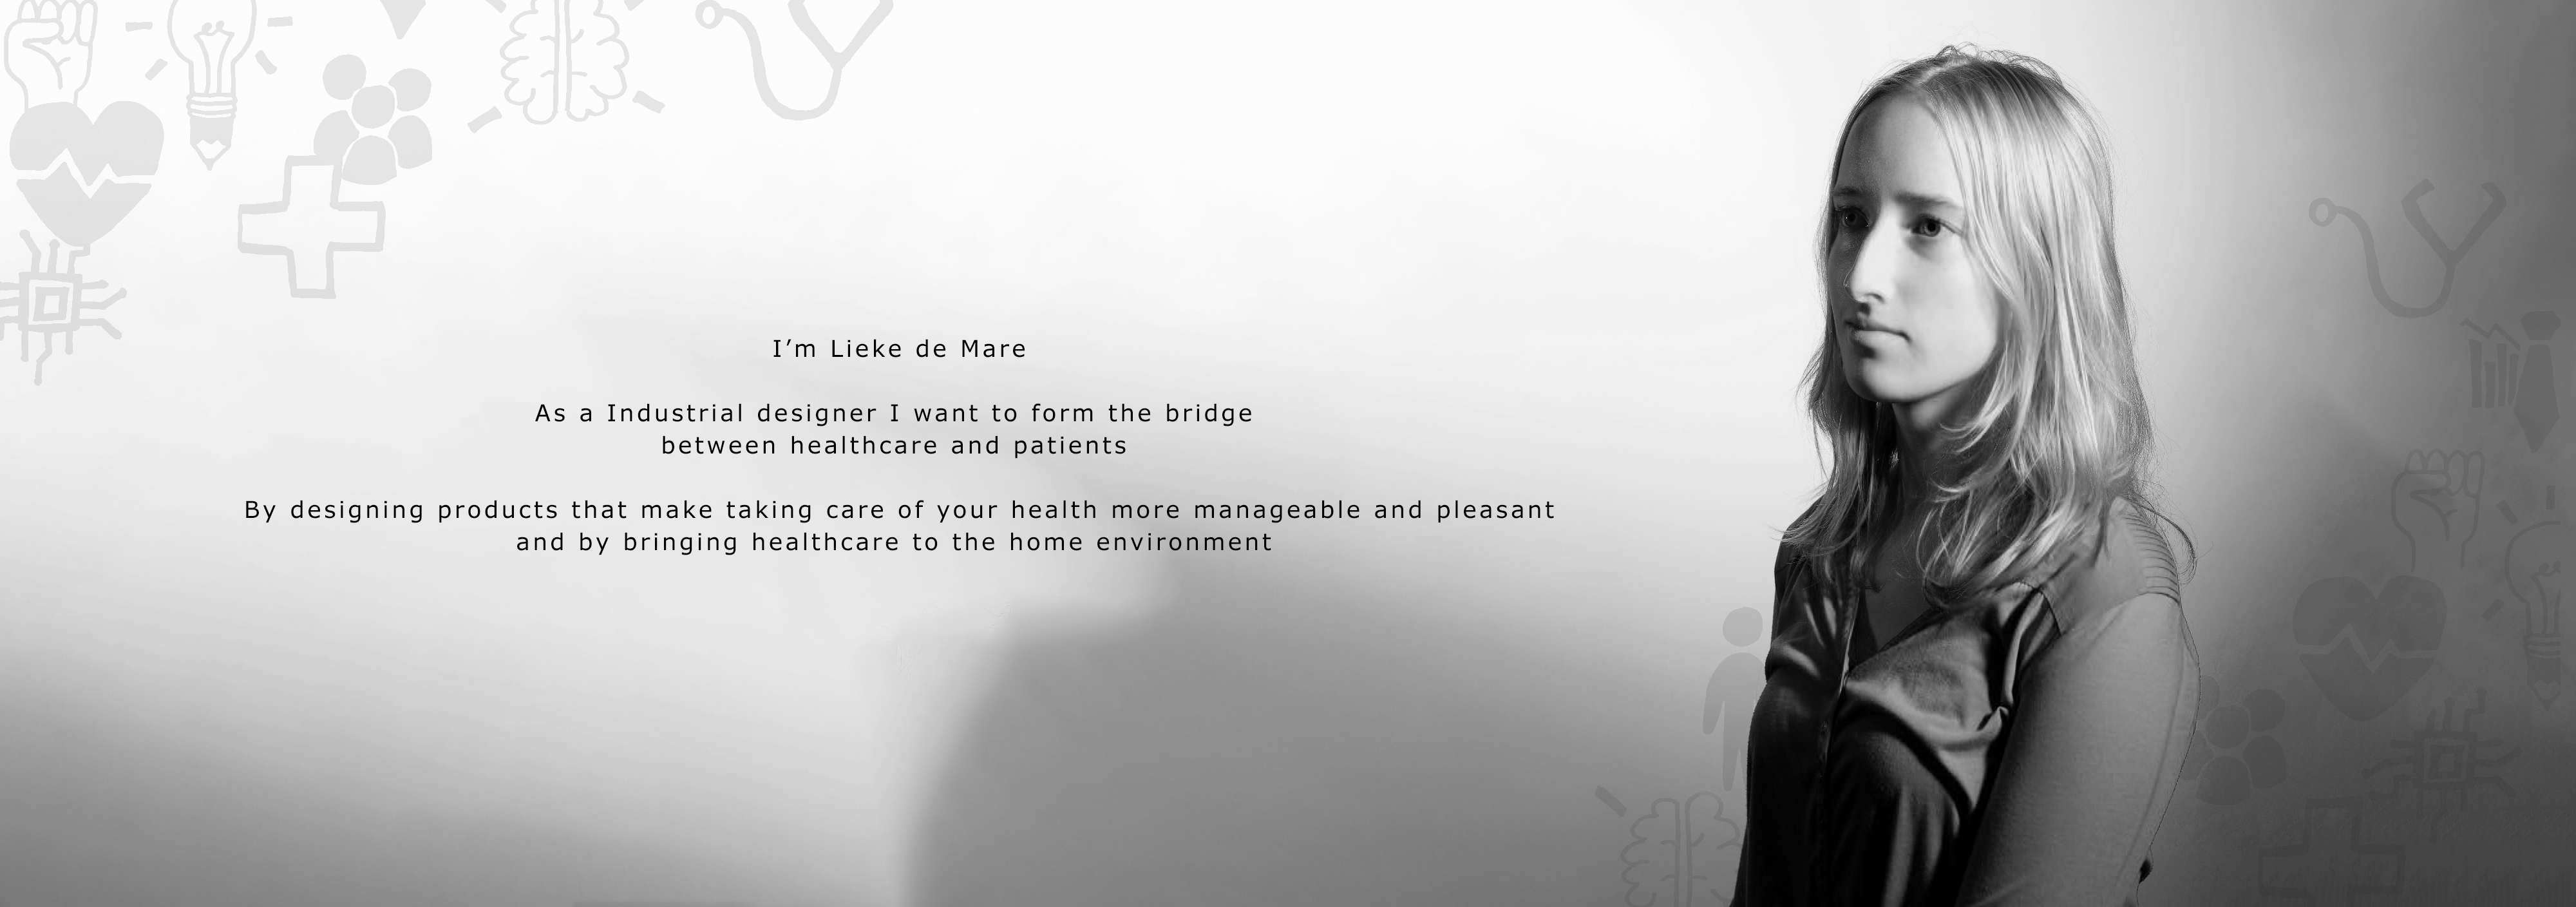 I’m Lieke de Mare
As a Industrial designer I want to form the bridge
between healthcare and patients
By designing products that make taking care of your health more manageable and pleasant
and by bringing healthcare to the home environment